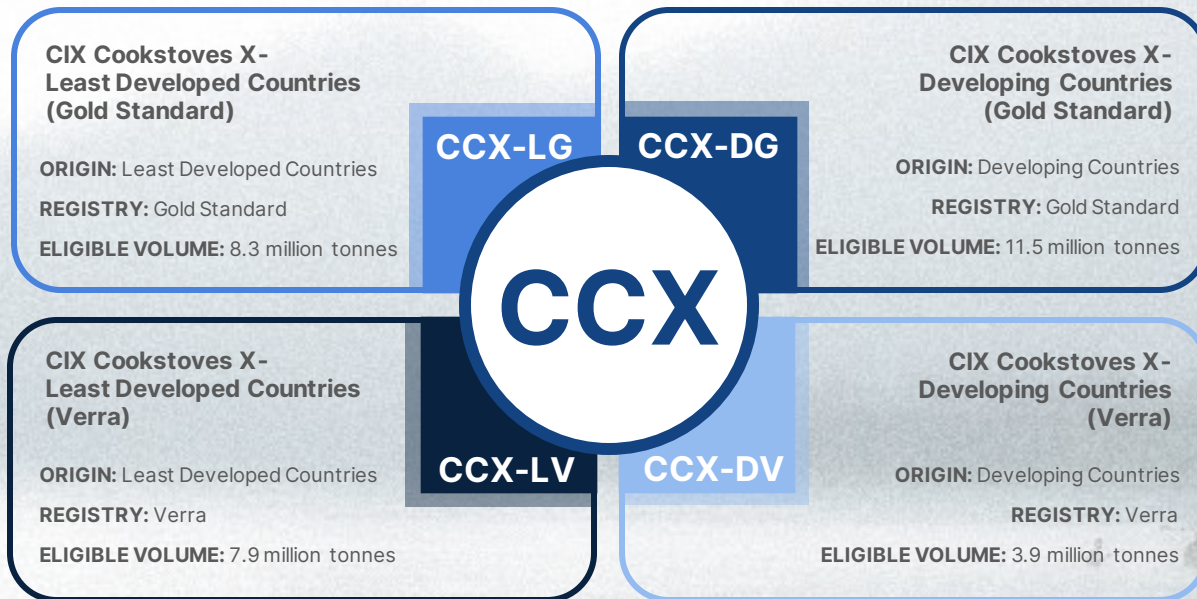 CIX Cookstoves X-
Least Developed Countries
(Gold Standard)
ORIGIN: Least Developed Countries
REGISTRY: Gold Standard
ELIGIBLE VOLUME: 8.3 million tonnes
CCX-LG
CIX Cookstoves X-
Developing Countries
(Gold Standard)
CCX-DG
ORIGIN: Developing Countries
REGISTRY: Gold Standard
ELIGIBLE VOLUME: 11.5 million tonnes
CCX
CIX Cookstoves X-
Least Developed Countries
(Verra)
ORIGIN: Least Developed Countries
REGISTRY: Verra
ELIGIBLE VOLUME: 7.9 million tonnes
CCX-LV
CIX Cookstoves X-
Developing Countries
(Verra)
CCX-DV
ORIGIN: Developing Countries
REGISTRY: Verra
ELIGIBLE VOLUME: 3.9 million tonnes